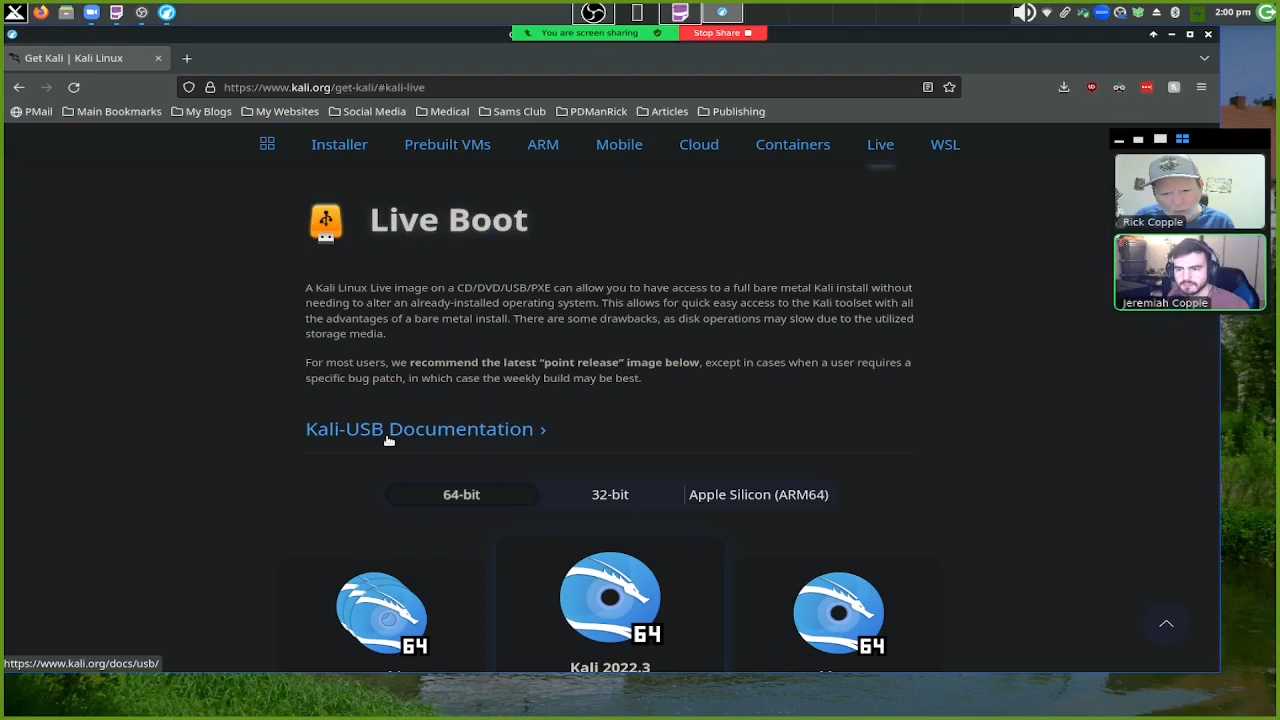 2:00 pm
You are screen sharing
Stop Share
Get Kali | Kali Linux
https://www.kali.org/get-kali/#kali-live
PMail Main Bookmarks My Blogs My Websites Social Media Medical Sams Club PDManRick Articles Publishing
Installer Prebuilt VMs ARM Mobile Cloud Containers Live WSL
Rick Copple
Jeremiah Copple
Live Boot
A Kali Linux Live image on a CD/DVD/USB/PXE can allow you to have access to a full bare metal Kali install without
needing to alter an already-installed operating system. This allows for quick easy access to the Kali toolset with all
the advantages of a bare metal install. There are some drawbacks, as disk operations may slow due to the utilized
storage media.
For most users, we recommend the latest “point release” image below, except in cases when a user requires a
specific bug patch, in which case the weekly build may be best.
Kali-USB Documentation ›
64-bit 32-bit Apple Silicon (ARM64)
64 64 64
Kali 2022.3
https://www.kali.org/docs/usb/